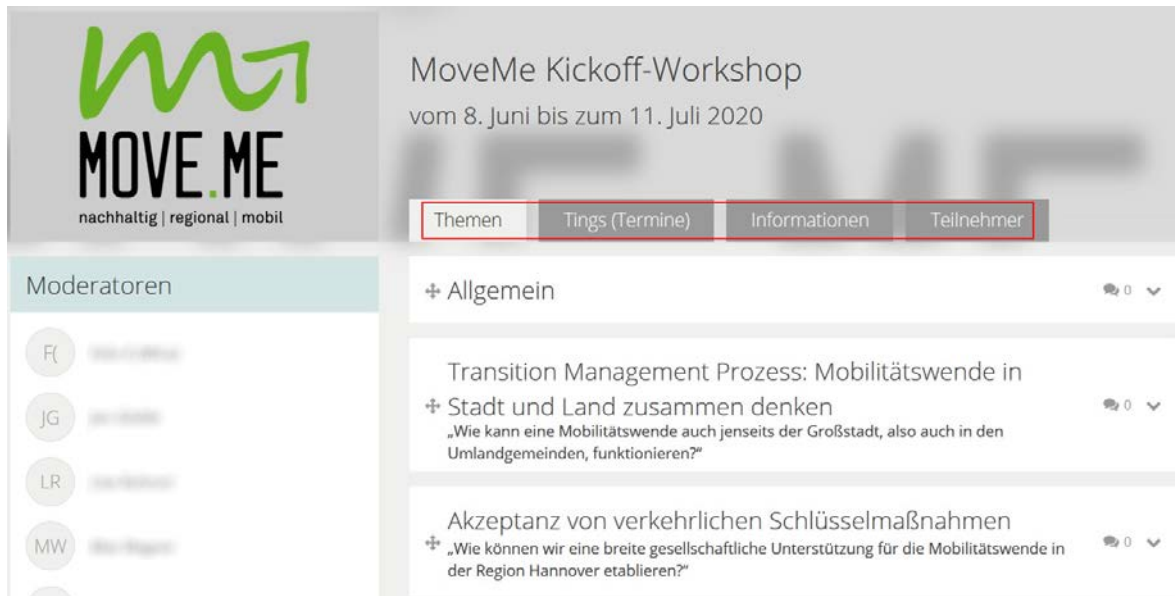 MOVE.ME
nachhaltig | regional | mobil
MoveMe Kickoff-Workshop
vom 8. Juni bis zum 11. Juli 2020
Themen
Tings (Termine)
Informationen
Teilnehmer
Moderatoren
F(
JG
LR
MW
Allgemein
0
Transition Management Prozess: Mobilitätswende in
Stadt und Land zusammen denken
„Wie kann eine Mobilitätswende auch jenseits der Großstadt, also auch in den
Umlandgemeinden, funktionieren?“
0
Akzeptanz von verkehrlichen Schlüsselmaßnahmen
„Wie können wir eine breite gesellschaftliche Unterstützung für die Mobilitätswende in
der Region Hannover etablieren?“
0